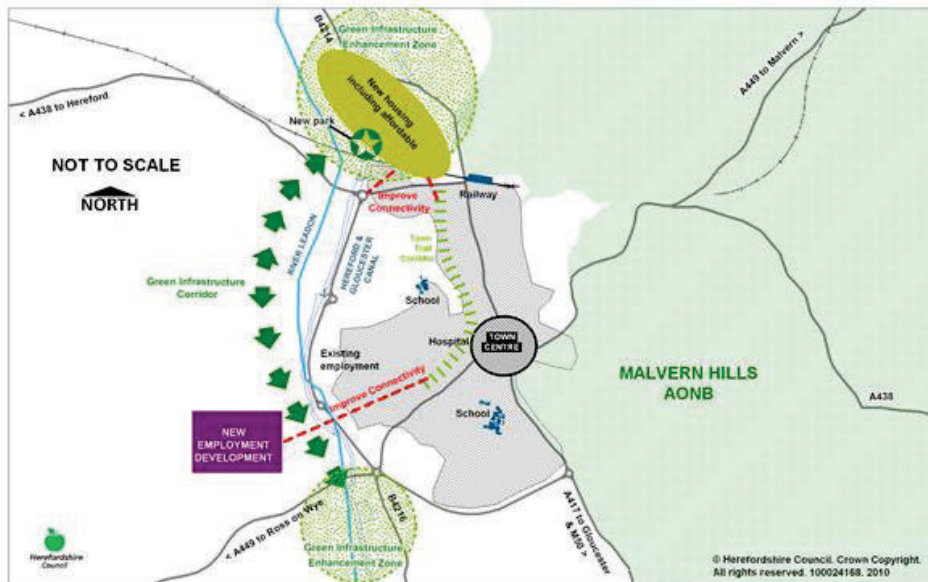 B4214
Green Infrastructure
Enhancement Zone
A449 to Malvern >
New housing
including affordable
< A438 to Hereford
New park
NOT TO SCALE
NORTH
Improve
Connectivity
Railway
RIVER LEADON
HEREFORD &
GLOUCESTER
CANAL
Town
Trail
Corridor
Green Infrastructure
Corridor
School
Hospital
TOWN
CENTRE
Existing
employment
Improve Connectivity
MALVERN HILLS
AONB
A438
School
NEW
EMPLOYMENT
DEVELOPMENT
< A449 to Ross on Wye
B4216
A417 to Gloucester
& M50 >
Green Infrastructure
Enhancement Zone
Herefordshire
Council
© Herefordshire Council. Crown Copyright.
All rights reserved. 100024168. 2010